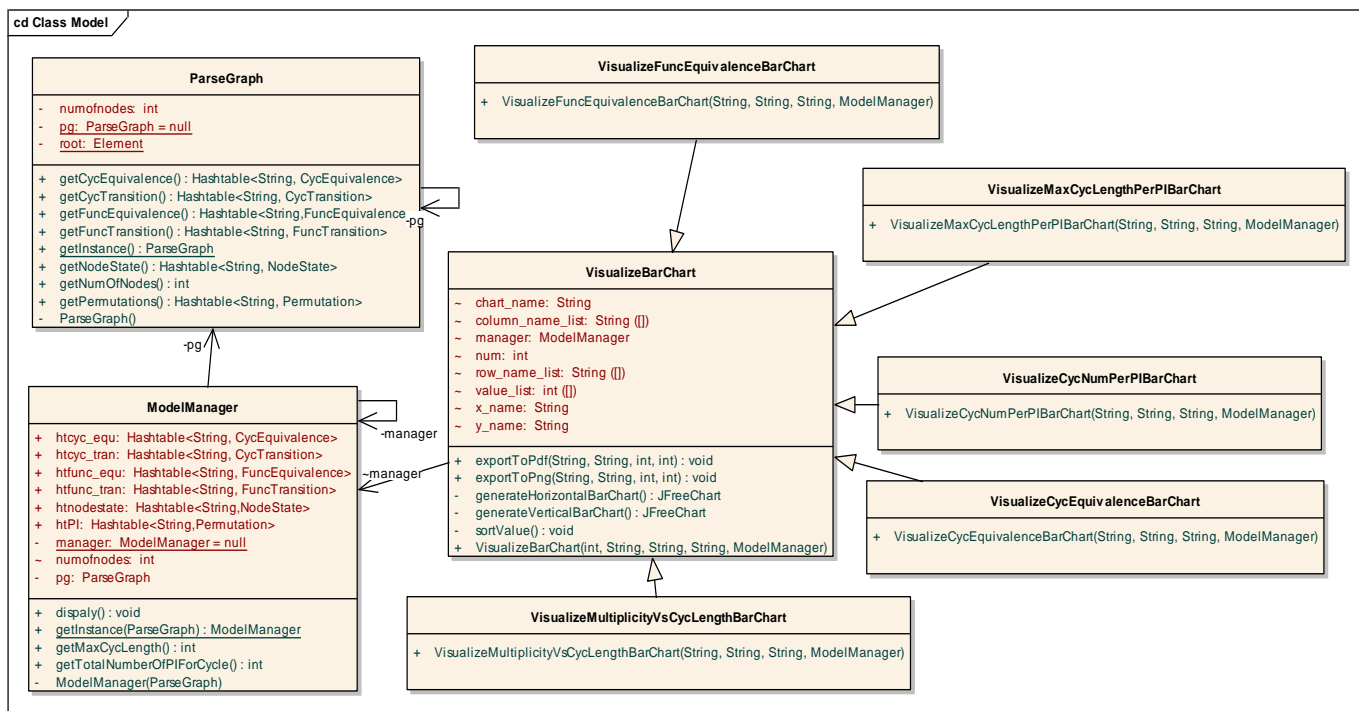 cd Class Model
ParseGraph
- numofnodes: int
- pg: ParseGraph = null
- root: Element
+ getCycEquivalence() : Hashtable<String, CycEquivalence>
+ getCycTransition() : Hashtable<String, CycTransition>
+ getFuncEquivalence() : Hashtable<String,FuncEquivalence
+ getFuncTransition() : Hashtable<String, FuncTransition>
+ getInstance() : ParseGraph
+ getNodeState() : Hashtable<String, NodeState>
+ getNumOfNodes() : int
+ getPermutations() : Hashtable<String, Permutation>
- ParseGraph()
-pg
-pg
ModelManager
+ htcyc_equ: Hashtable<String, CycEquivalence>
+ htcyc_tran: Hashtable<String, CycTransition>
+ htfunc_equ: Hashtable<String, FuncEquivalence>
+ htfunc_tran: Hashtable<String, FuncTransition>
+ htnodestate: Hashtable<String,NodeState>
+ htPI: Hashtable<String,Permutation>
- manager: ModelManager = null
~ numofnodes: int
- pg: ParseGraph
+ dispaly() : void
+ getInstance(ParseGraph) : ModelManager
+ getMaxCycLength() : int
+ getTotalNumberOfPIForCycle() : int
- ModelManager(ParseGraph)
-manager
~manager
VisualizeFuncEquivalenceBarChart
+ VisualizeFuncEquivalenceBarChart(String, String, String, ModelManager)
VisualizeBarChart
~ chart_name: String
~ column_name_list: String ([])
~ manager: ModelManager
~ num: int
~ row_name_list: String ([])
~ value_list: int ([])
~ x_name: String
~ y_name: String
+ exportToPdf(String, String, int, int) : void
+ exportToPng(String, String, int, int) : void
- generateHorizontalBarChart() : JFreeChart
- generateVerticalBarChart() : JFreeChart
- sortValue() : void
+ VisualizeBarChart(int, String, String, String, ModelManager)
VisualizeMultiplicityVsCycLengthBarChart
+ VisualizeMultiplicityVsCycLengthBarChart(String, String, String, ModelManager)
VisualizeMaxCycLengthPerPIBarChart
+ VisualizeMaxCycLengthPerPIBarChart(String, String, String, ModelManager)
VisualizeCycNumPerPIBarChart
+ VisualizeCycNumPerPIBarChart(String, String, String, ModelManager)
VisualizeCycEquivalenceBarChart
+ VisualizeCycEquivalenceBarChart(String, String, String, ModelManager)